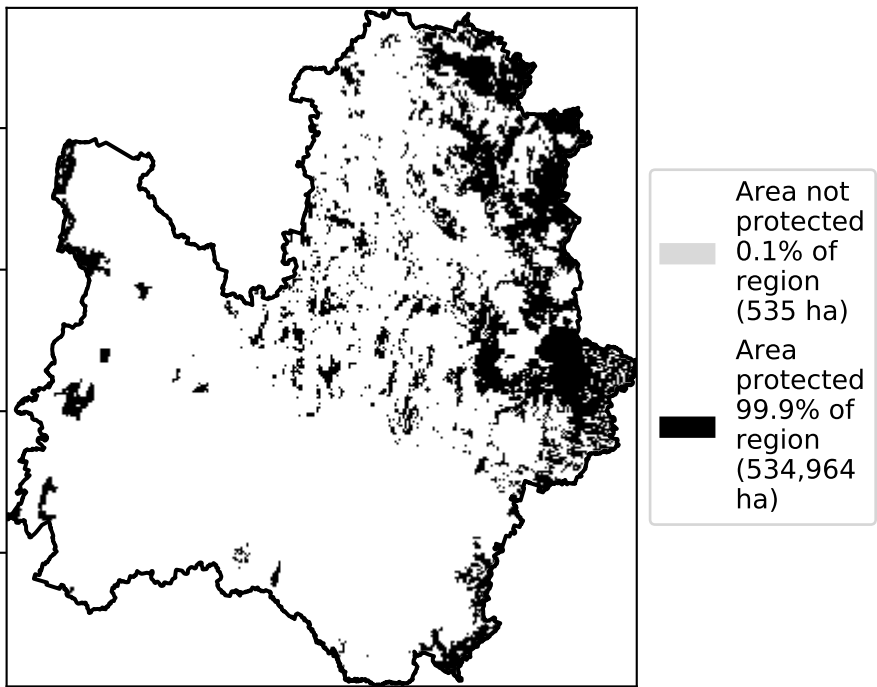 Area not
protected
0.1% of
region
(535 ha)
Area
protected
99.9% of
region
(534,964
ha)